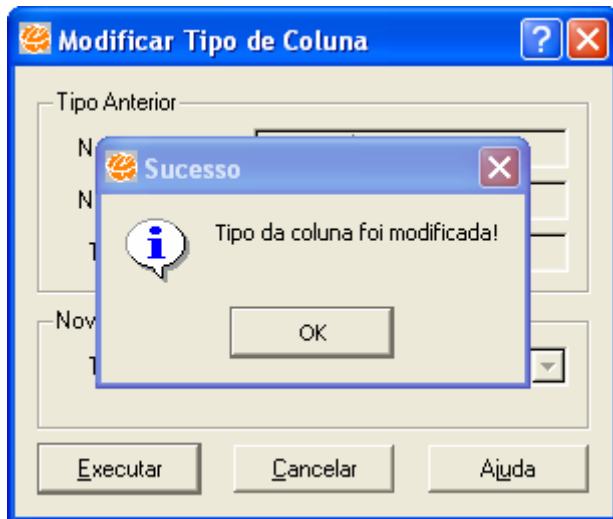 Modificar Tipo de Coluna
Tipo Anterior
Sucesso
Tipo da coluna foi modificada!
OK
Executar
Cancelar
Ajuda